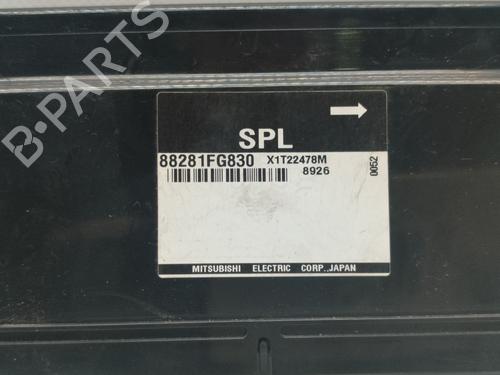 B-PARTS
SPL
88281FG830 X1T22478M
8926
0052
MITSUBISHI ELECTRIC CORP.,JAPAN